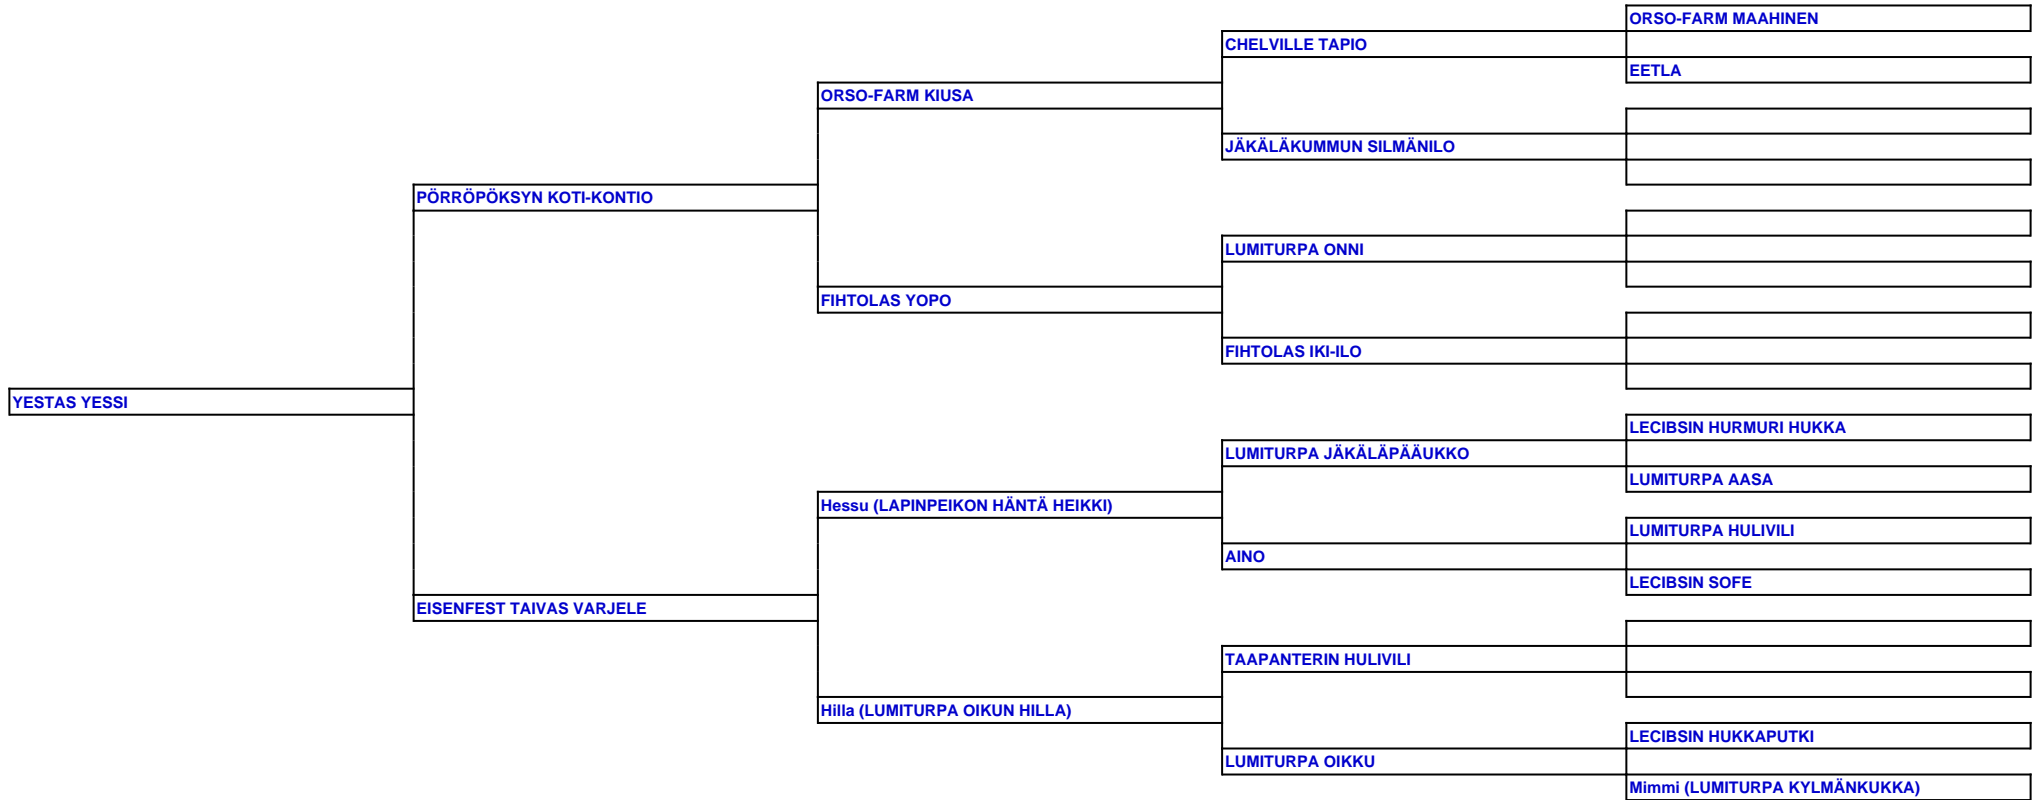 ORSO-FARM MAAHINEN
CHELVILLE TAPIO
EETLA
ORSO-FARM KIUSA
JÄKÄLÄKUMMUN SILMÄNILO
PÖRRÖPÖKSYN KOTI-KONTIO
LUMITURPA ONNI
FIHTOLAS YOPO
FIHTOLAS IKI-ILO
YESTAS YESSI
LECIBSIN HURMURI HUKKA
LUMITURPA JÄKÄLÄPÄÄUKKO
LUMITURPA AASA
Hessu (LAPINPEIKON HÄNTÄ HEIKKI)
LUMITURPA HULIVILI
AINO
LECIBSIN SOFE
EISENFEST TAIVAS VARJELE
TAAPANTERIN HULIVILI
Hilla (LUMITURPA OIKUN HILLA)
LECIBSIN HUKKAPUTKI
LUMITURPA OIKKU
Mimmi (LUMITURPA KYLMÄNKUKKA)